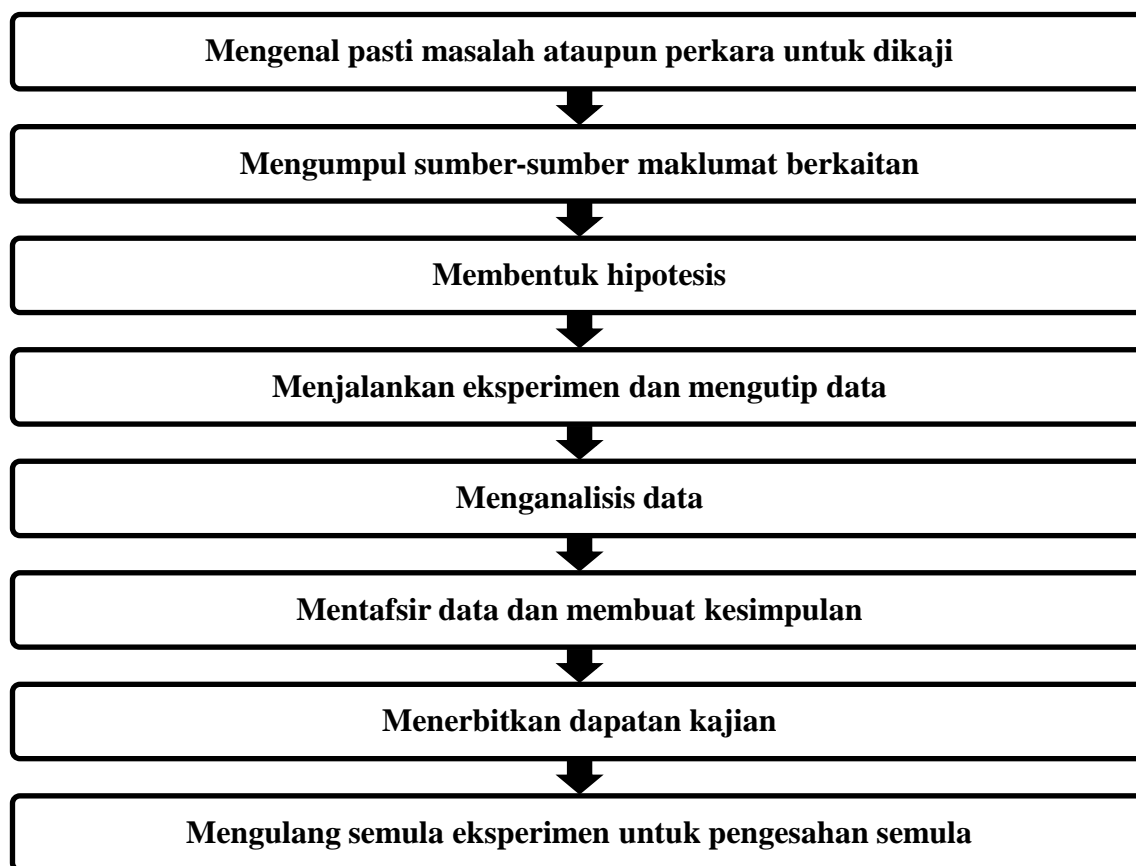 Mengenal pasti masalah ataupun perkara untuk dikaji
Mengumpul sumber-sumber maklumat berkaitan
Membentuk hipotesis
Menjalankan eksperimen dan mengutip data
Menganalisis data
Mentafsir data dan membuat kesimpulan
Menerbitkan dapatan kajian
Mengulang semula eksperimen untuk pengesahan semula